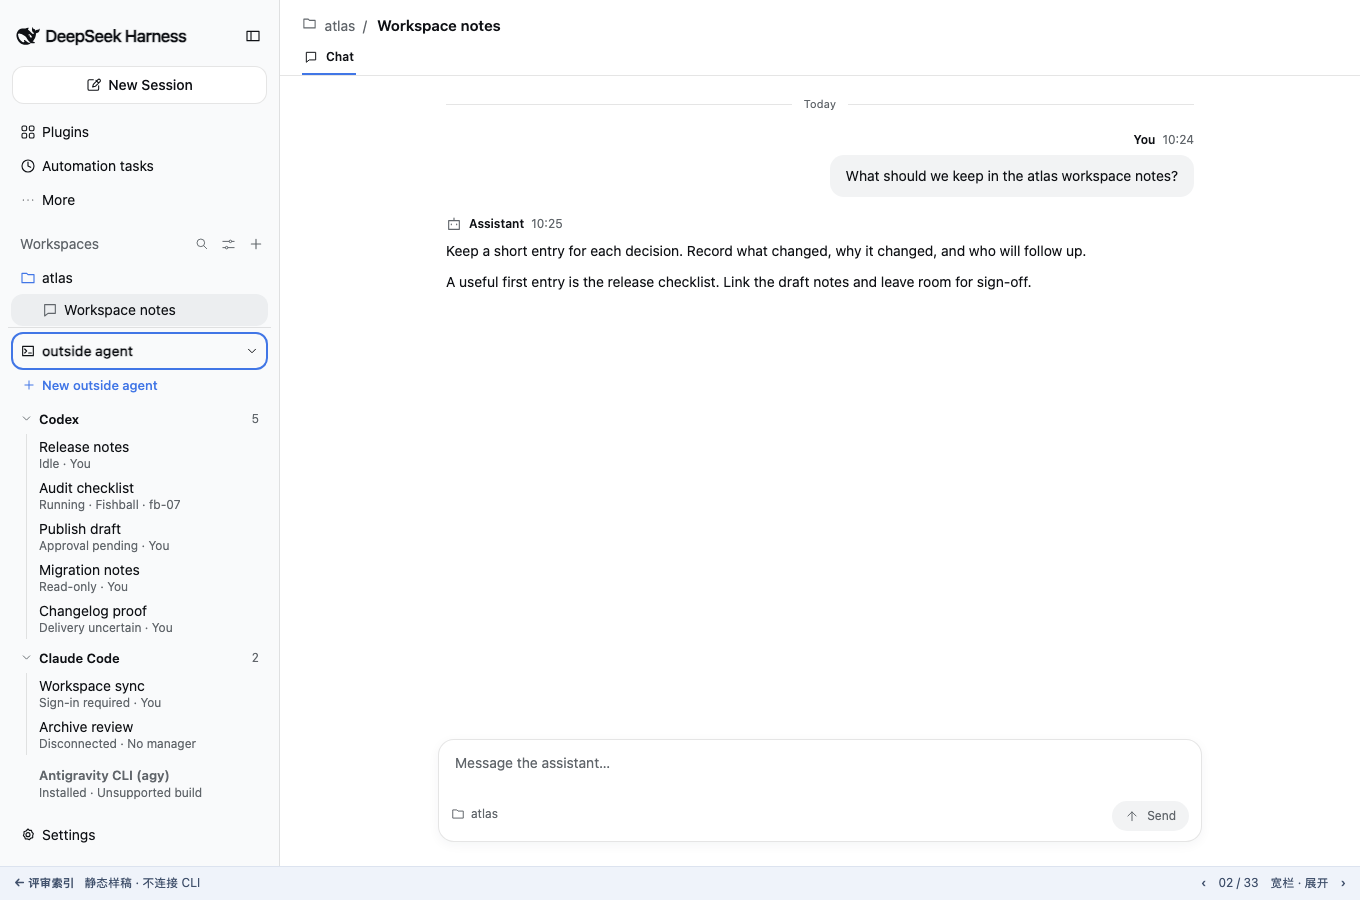 DeepSeek Harness
New Session
Plugins
Automation tasks
More
Workspaces
atlas
Workspace notes
outside agent
New outside agent
Codex 5
Release notes
Idle · You
Audit checklist
Running · Fishball · fb-07
Publish draft
Approval pending · You
Migration notes
Read-only · You
Changelog proof
Delivery uncertain · You
Claude Code 2
Workspace sync
Sign-in required · You
Archive review
Disconnected · No manager
Antigravity CLI (agy)
Installed · Unsupported build
Settings
atlas / Workspace notes
Chat
Today
You 10:24
What should we keep in the atlas workspace notes?
Assistant 10:25
Keep a short entry for each decision. Record what changed, why it changed, and who will follow up.
A useful first entry is the release checklist. Link the draft notes and leave room for sign-off.
Message the assistant...
atlas
Send
← 评审索引 静态样稿 · 不连接 CLI
‹ 02 / 33 宽栏 · 展开 ›